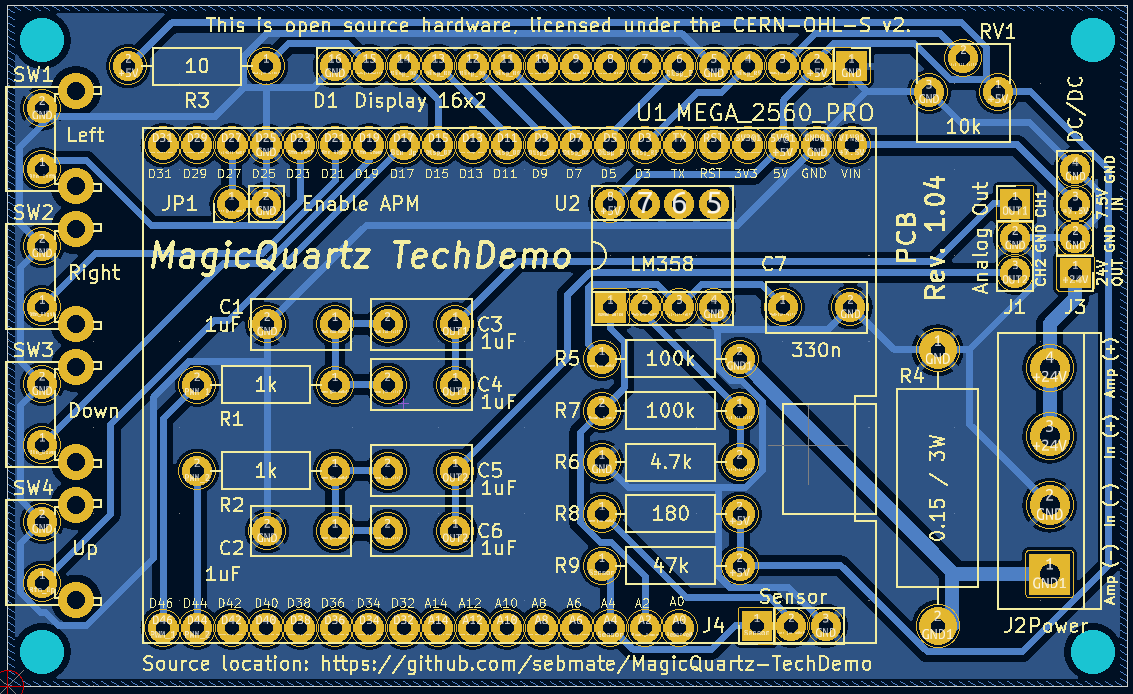 This is open source hardware, licensed under the CERN-OHL-S v2.
RV1
SW1
10
R3
D1 Display 16x2
U1 MEGA_2560_PRO
10k
DC/DC
Left
D31 D29 D27 D25 D23 D21 D19 D17 D15 D13 D11 D9 D7 D5 D3 TX RST 3V3 5V GND VIN
JP1
Enable APM
U2
8 7 6 5
SW2
Right
MagicQuartz TechDemo
LM358
C7
PCB
Rev. 1.04
Analog Out
CH2 GND CH1
GND
7.5V
IN
GND
24V
OUT
J1
J3
C1
1uF
C3
1uF
330n
SW3
Down
R5
100k
R4
1k
R1
C4
1uF
R7
100k
R6
4.7k
1k
R2
C5
1uF
SW4
Up
R8
180
C2
1uF
C6
1uF
R9
47k
0.15 / 3W
+24V
+24V
GND
GND1
Amp (-) In (-) In (+) Amp (+)
D46 D44 D42 D40 D38 D36 D34 D32 A14 A12 A10 A8 A6 A4 A2 A0
Sensor
J4
J2Power
Source location: https://github.com/sebmate/MagicQuartz-TechDemo